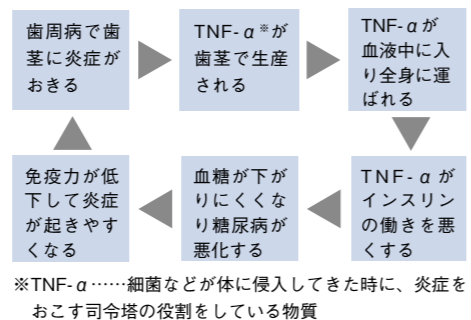 歯周病で歯
茎に炎症が
おきる
TNF-α※が
歯茎で生産
される
TNF-αが
血液中に入
り全身に運
ばれる
TNF-αが
インスリン
の働きを悪
くする
血糖が下が
りにくくな
り糖尿病が
悪化する
免疫力が低
下して炎症
が起きやす
くなる
※TNF-α……細菌などが体に侵入してきた時に、炎症を
おこす司令塔の役割をしている物質